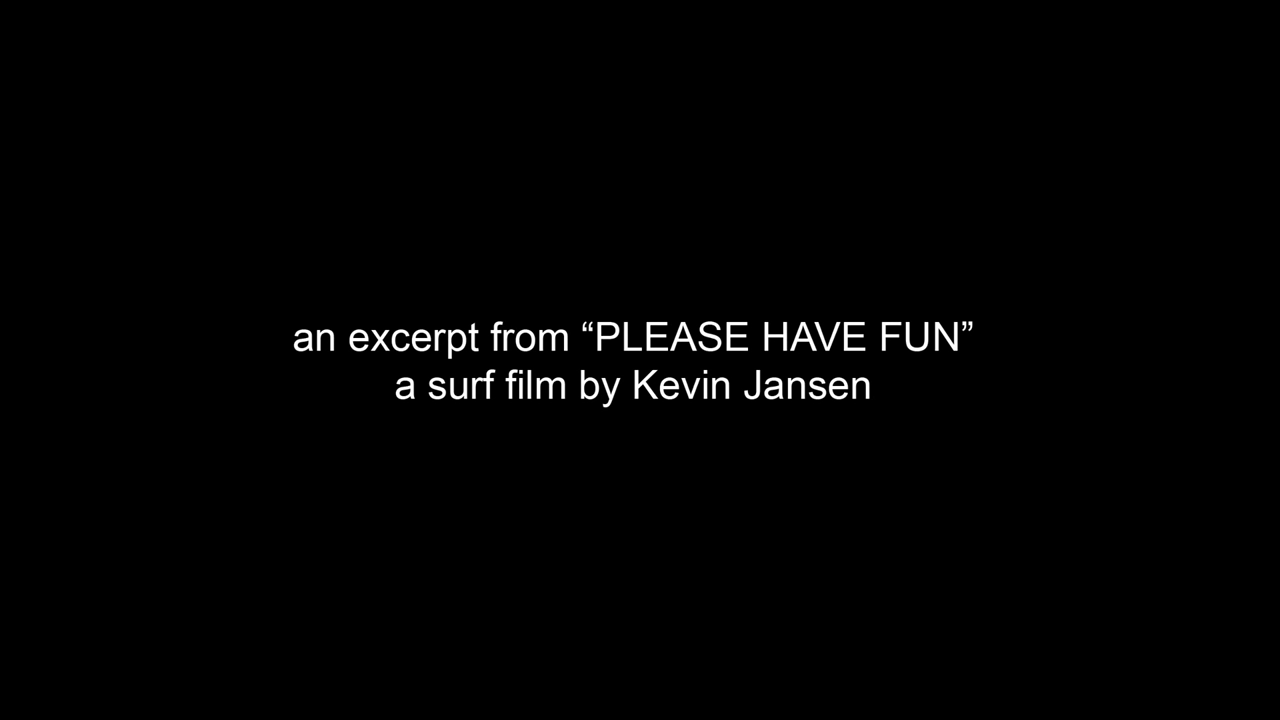 an excerpt from “PLEASE HAVE FUN”
a surf film by Kevin Jansen